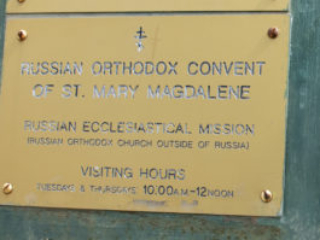 RUSSIAN ORTHODOX CONVENT
OF ST. MARY MAGDALENE
RUSSIAN ECCLESIASTICAL MISSION
(RUSSIAN ORTHODOX CHURCH OUTSIDE OF RUSSIA)
VISITING HOURS
TUESDAYS & THURSDAYS 10.00A.M-12NOON